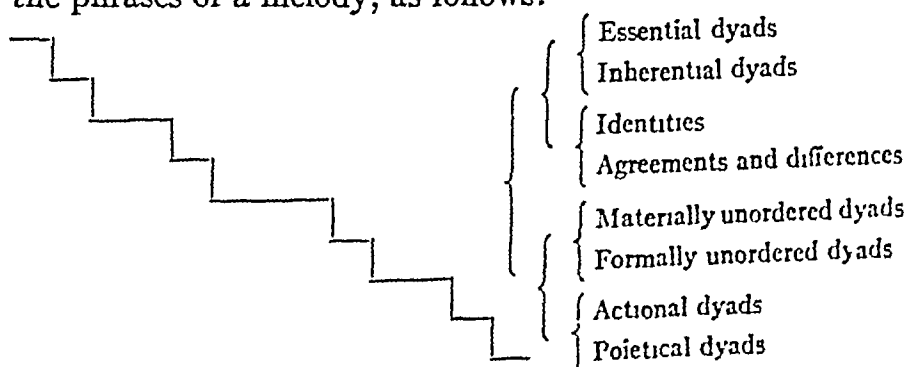 the phrases of a melody, as follows:
Essential dyads
Inherential dyads
Identities
Agreements and differences
Materially unordered dyads
Formally unordered dyads
Actional dyads
Poietical dyads